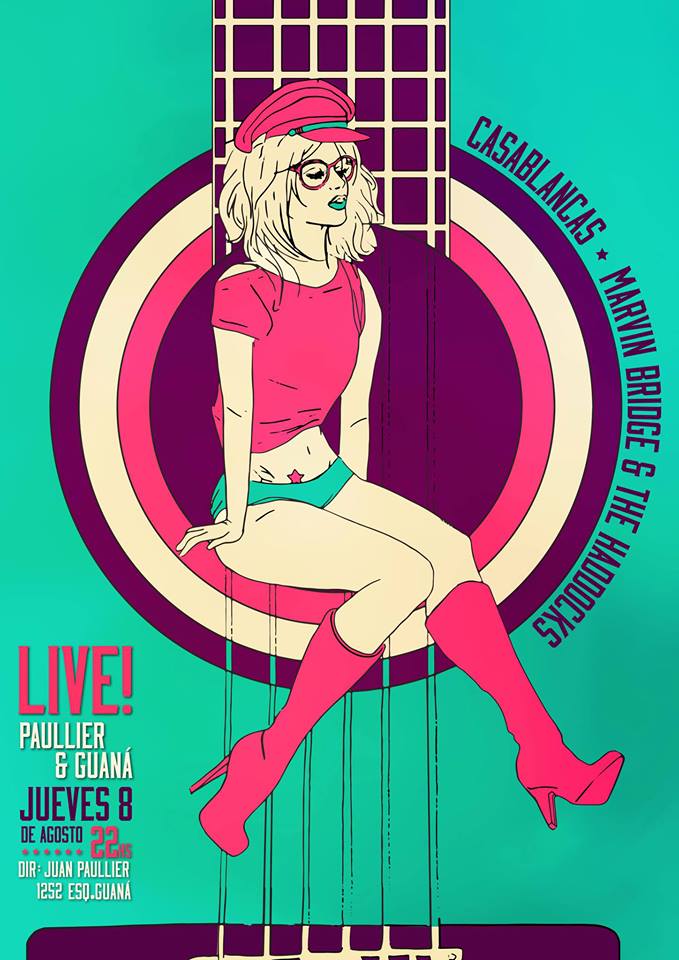 CASABLANCAS ★ MARVIN BRIDGE & THE HADDOCKS
LIVE!
PAULLIER
& GUANÁ
JUEVES 8
DE AGOSTO 22HS
★★★★★★
DIR: JUAN PAULLIER
1252 ESQ.GUANÁ